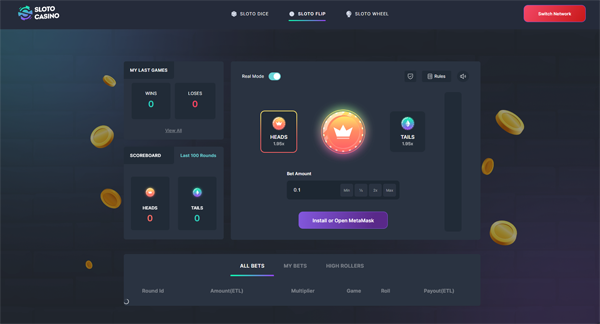 SLOTO
CASINO
SLOTO DICE
SLOTO FLIP
SLOTO WHEEL
Switch Network
MY LAST GAMES
WINS
LOSES
0
0
View All
SCOREBOARD
Last 100 Rounds
HEADS
TAILS
0
0
Real Mode
Rules
HEADS
1.95x
TAILS
1.95x
Bet Amount
0.1
Min
½
2x
Max
Install or Open MetaMask
ALL BETS
MY BETS
HIGH ROLLERS
Round Id
Amount(ETL)
Multiplier
Game
Roll
Payout(ETL)